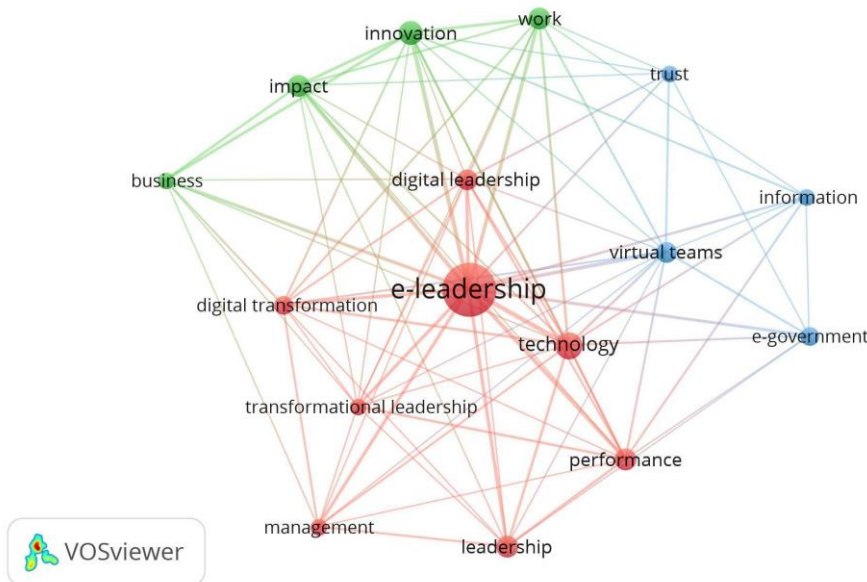 work
innovation
trust
impact
business
digital leadership
information
virtual teams
e-leadership
digital transformation
technology
e-government
transformational leadership
performance
management
leadership
VOSviewer